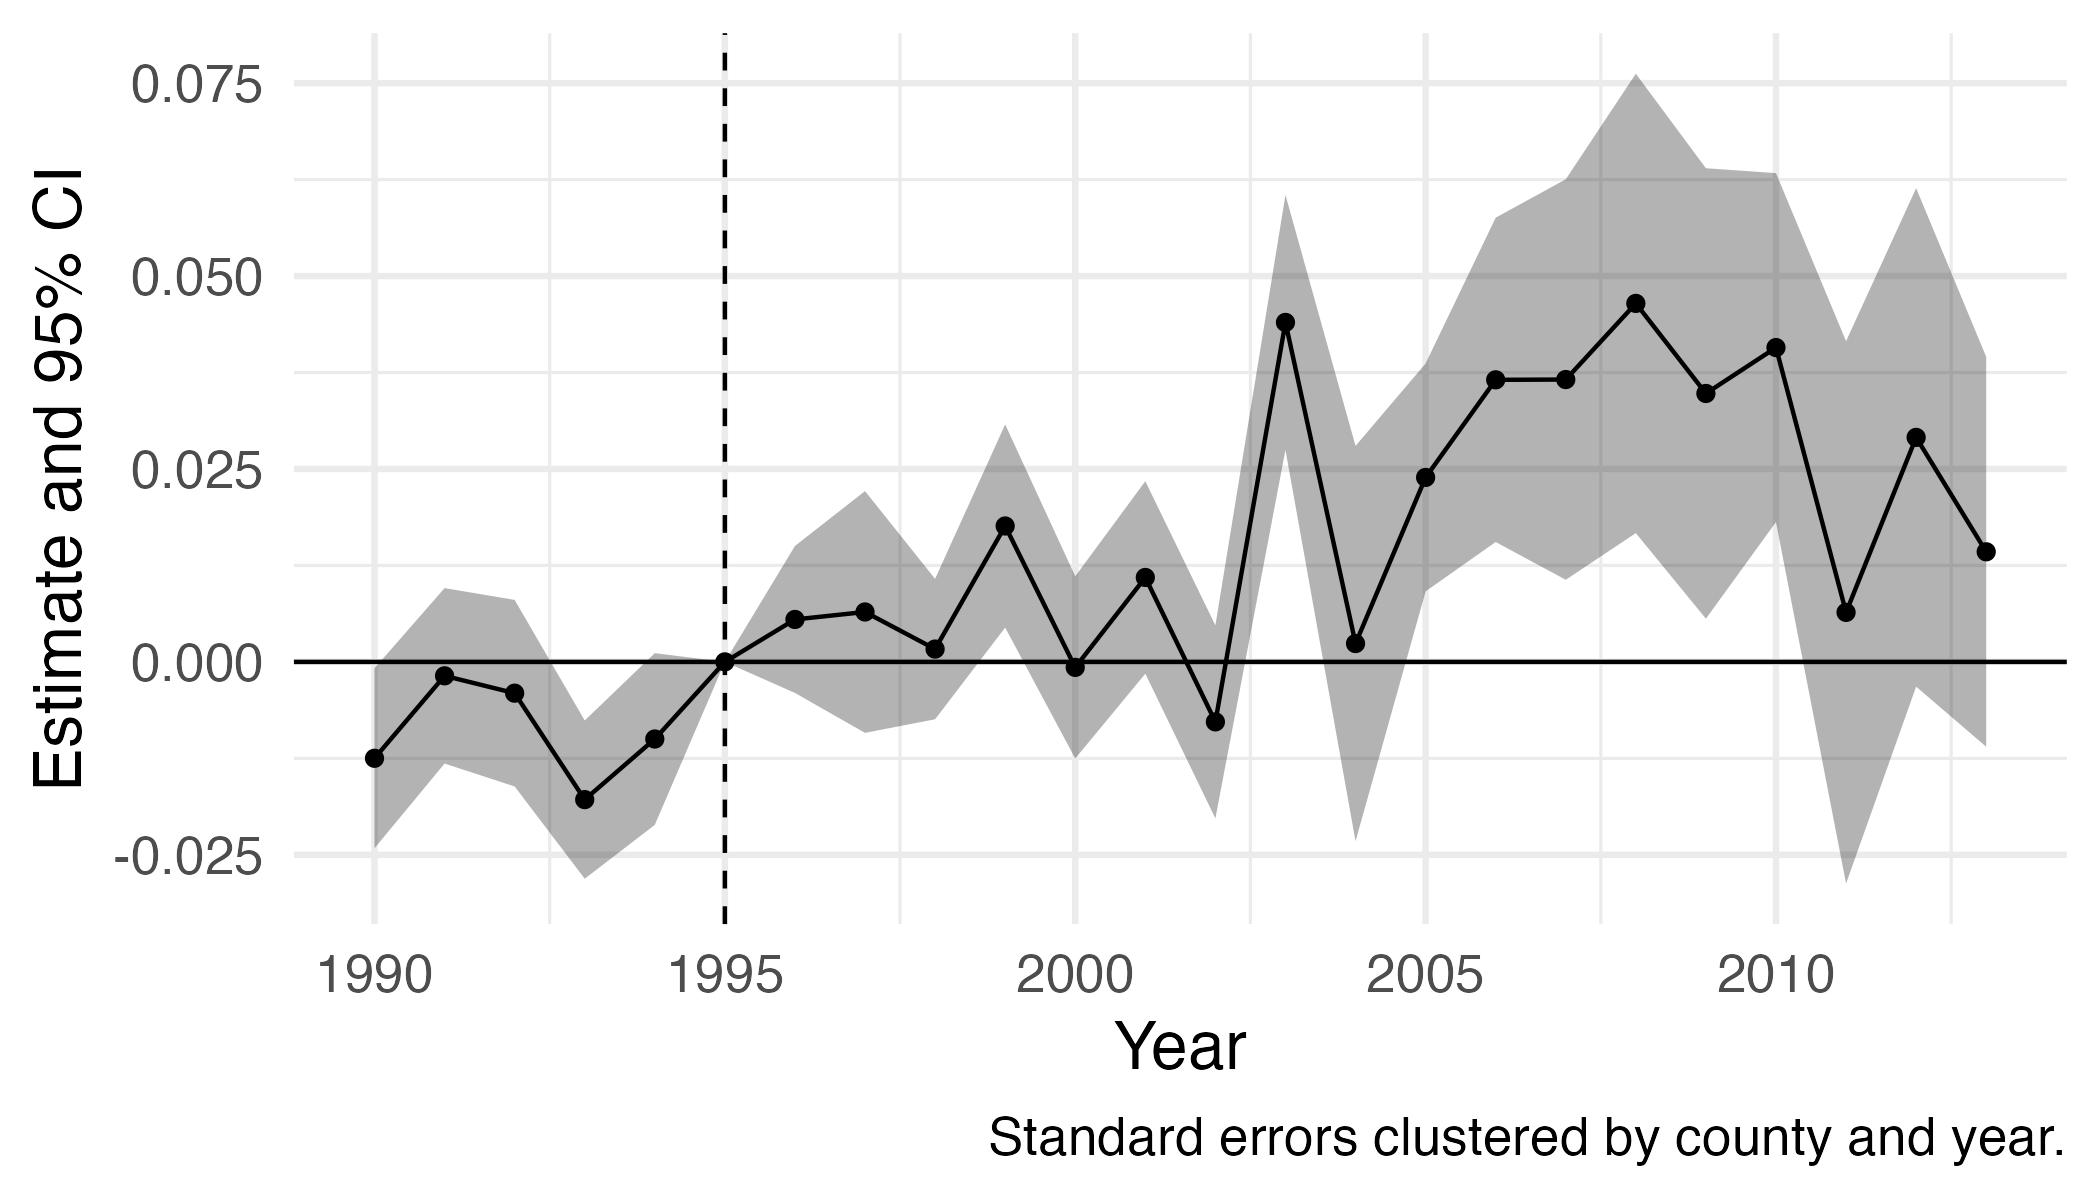 Estimate and 95% CI
0.075
0.050
0.025
0.000
-0.025
1990 1995 2000 2005 2010
Year
Standard errors clustered by county and year.